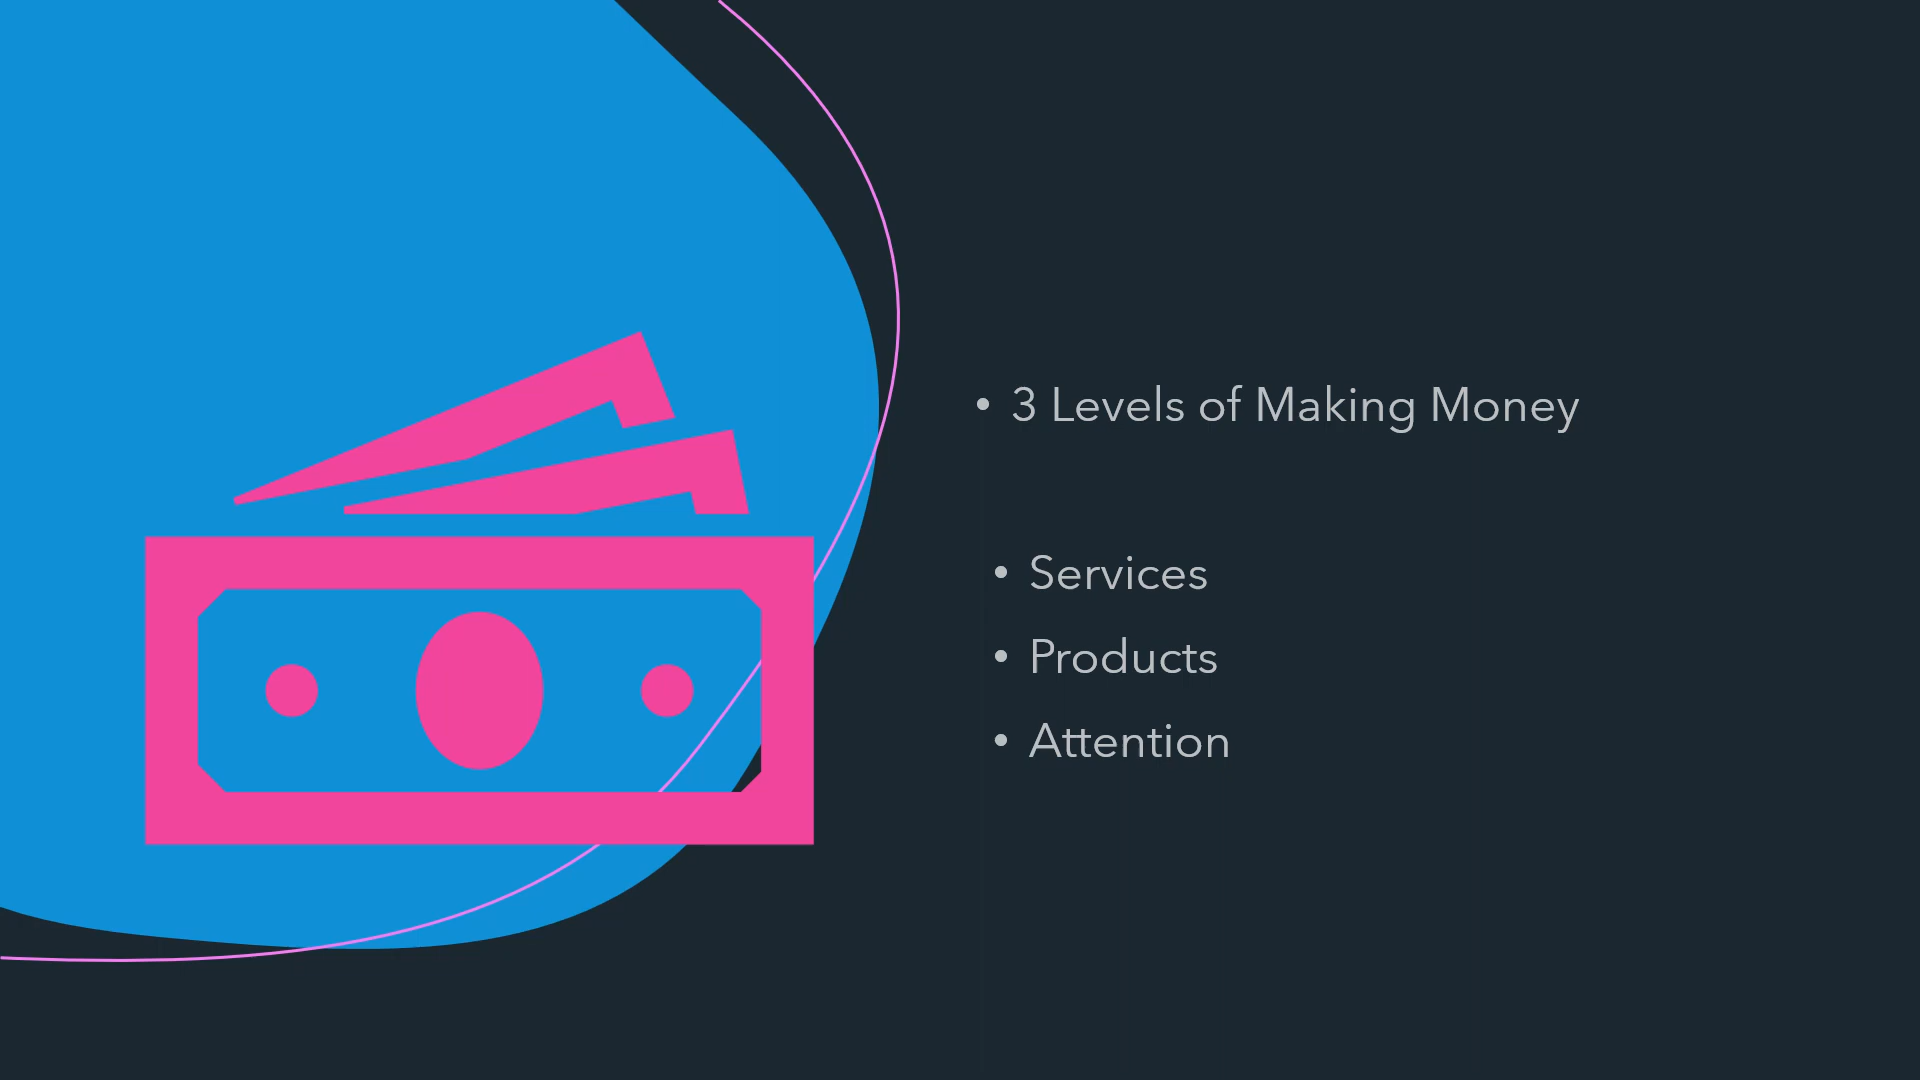 • 3 Levels of Making Money
• Services
• Products
• Attention